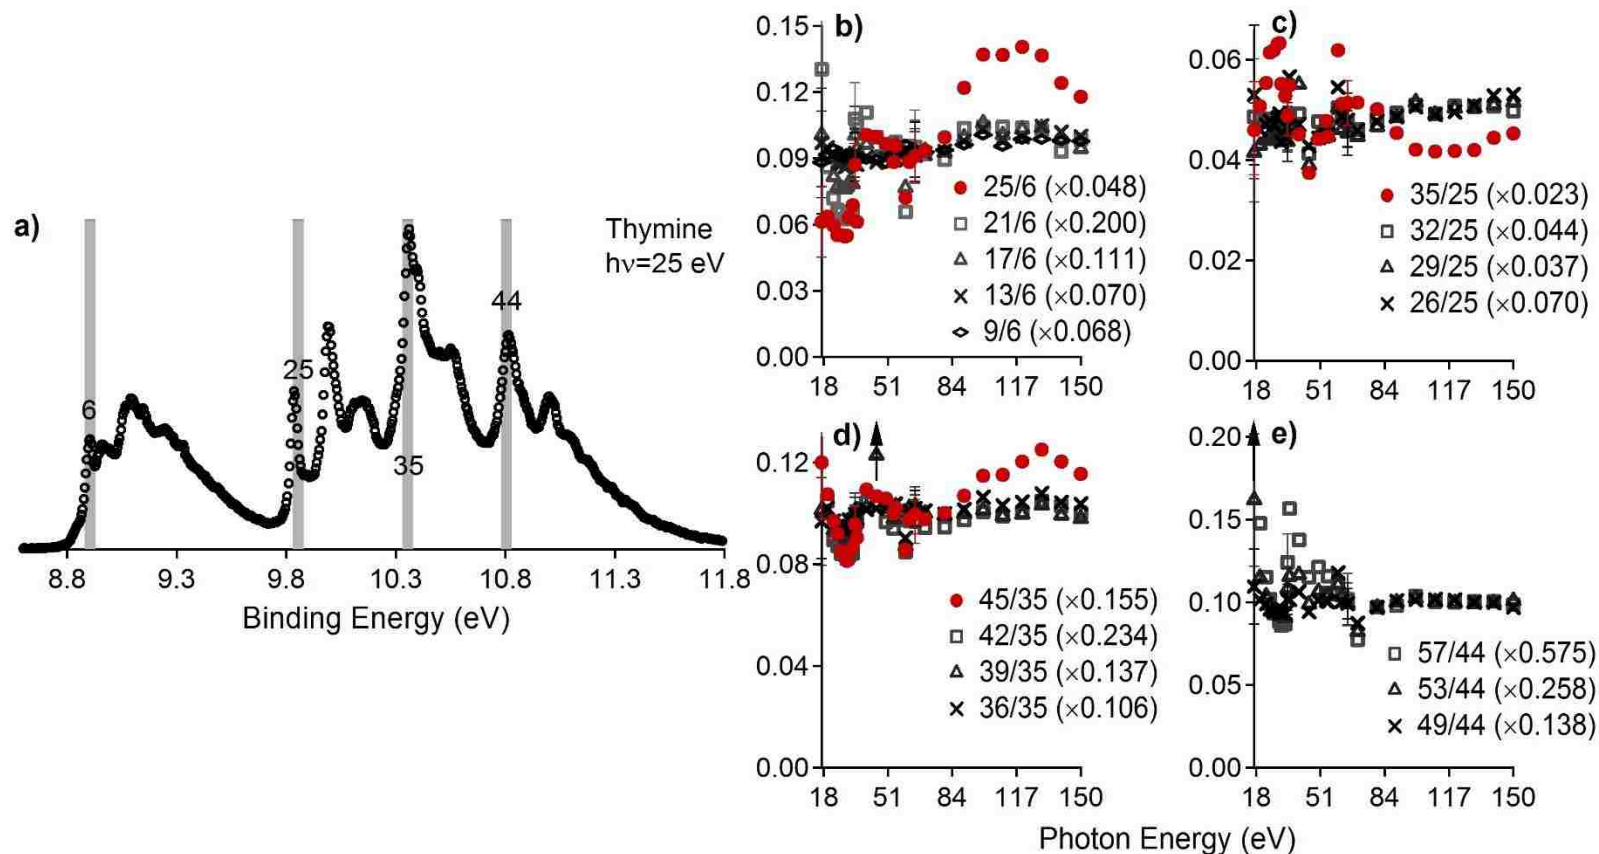 a)
Thymine
hν=25 eV
6
25
35
44
8.8 9.3 9.8 10.3 10.8 11.3 11.8
Binding Energy (eV)
b)
0.15
0.12
0.09
0.06
0.03
0.00
25/6 (×0.048)
21/6 (×0.200)
17/6 (×0.111)
13/6 (×0.070)
9/6 (×0.068)
18 51 84 117 150
c)
0.06
0.04
0.02
0.00
35/25 (×0.023)
32/25 (×0.044)
29/25 (×0.037)
26/25 (×0.070)
18 51 84 117 150
d)
0.12
0.08
0.04
0.00
45/35 (×0.155)
42/35 (×0.234)
39/35 (×0.137)
36/35 (×0.106)
18 51 84 117 150
e)
0.20
0.15
0.10
0.05
0.00
57/44 (×0.575)
53/44 (×0.258)
49/44 (×0.138)
18 51 84 117 150
Photon Energy (eV)